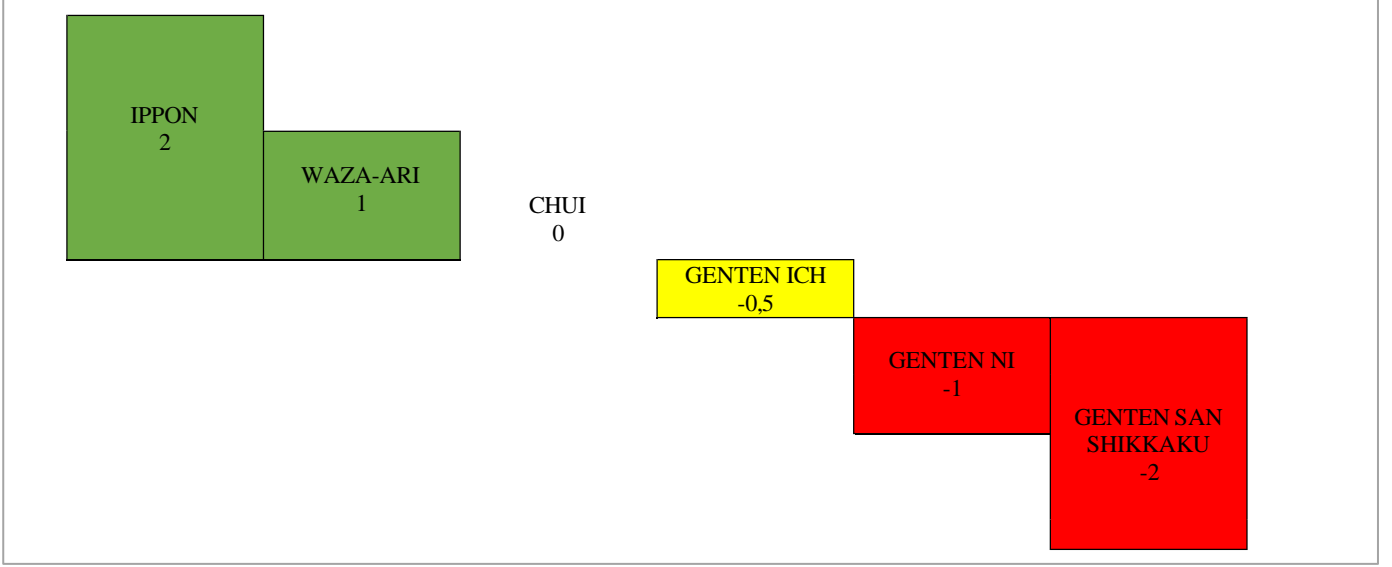 IPPON
2
WAZA-ARI
1
CHUI
0
GENTEN ICH
-0,5
GENTEN NI
-1
GENTEN SAN
SHIKKAKU
-2